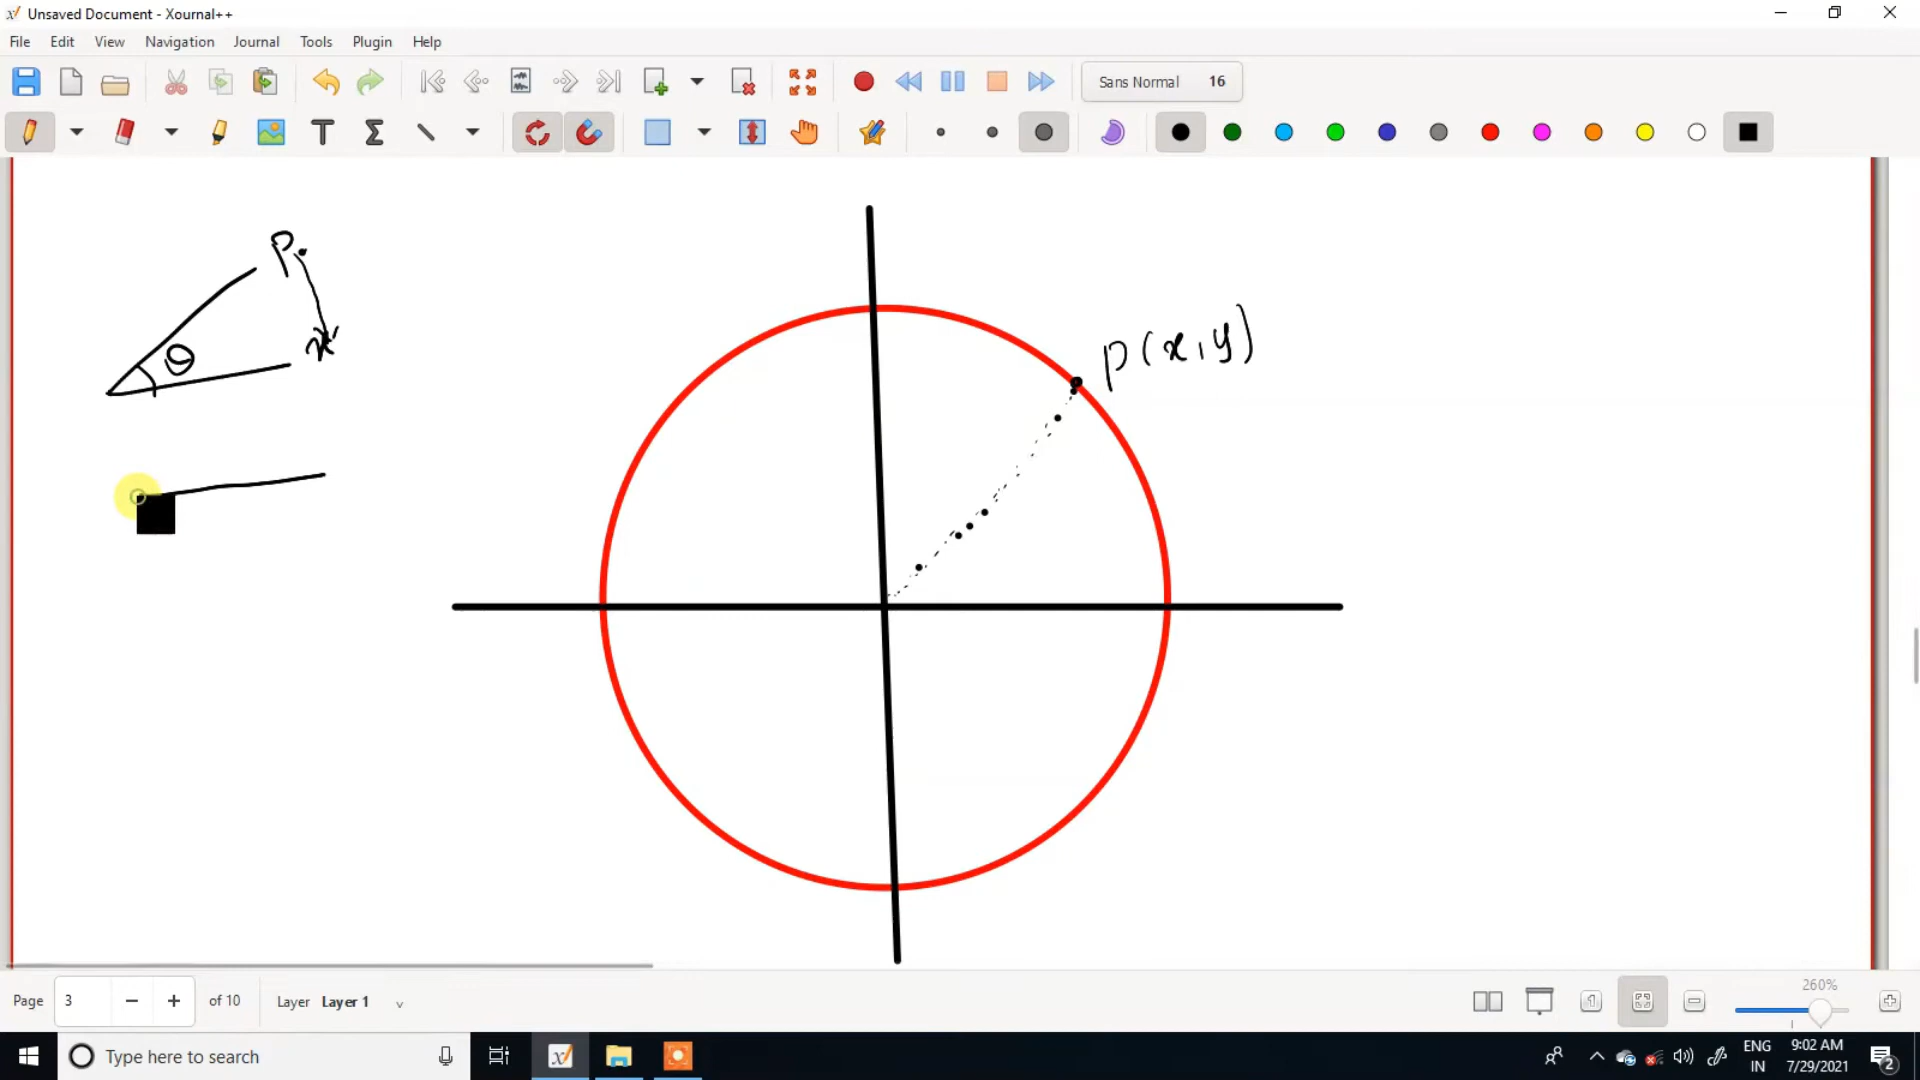 Unsaved Document - Xournal++
File Edit View Navigation Journal Tools Plugin Help
Sans Normal 16
P
θ
x
P(x,y)
Page 3 of 10 Layer Layer 1
260%
Type here to search
ENG
IN
9:02 AM
7/29/2021
2